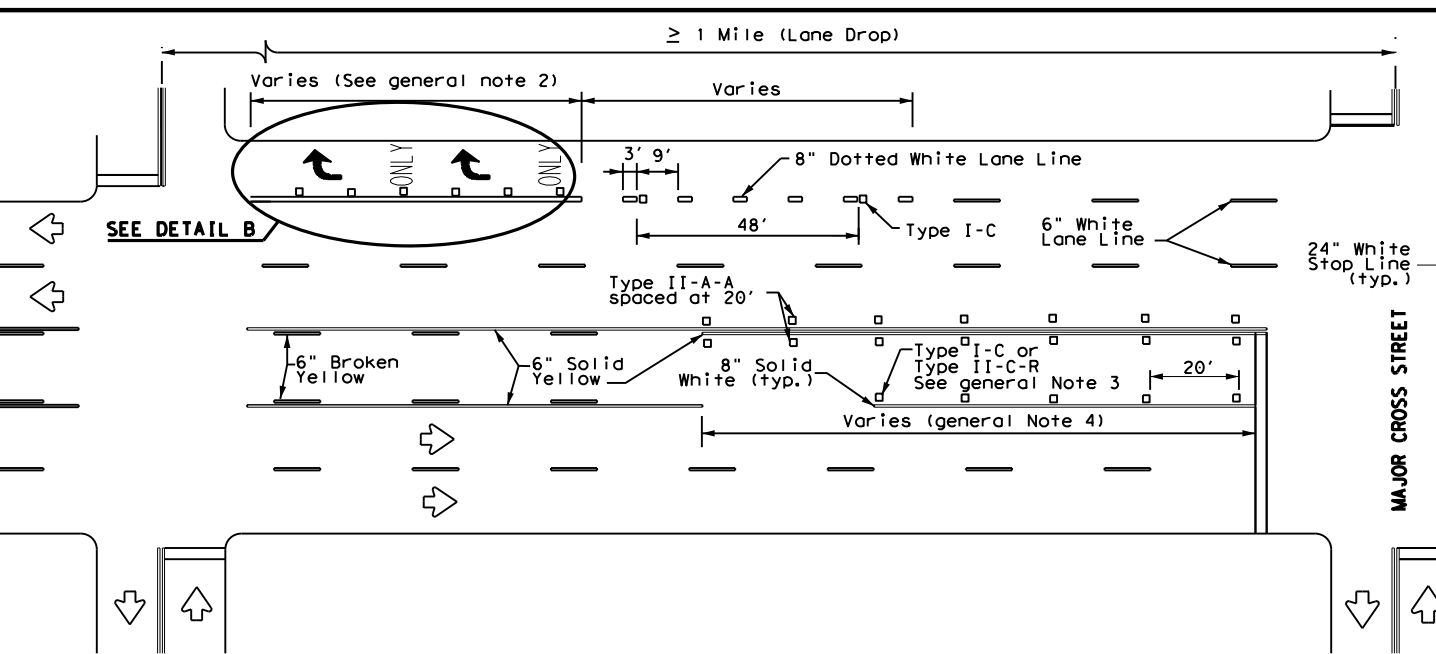 ≥ 1 Mile (Lane Drop)
Varies (See general note 2)
Varies
ONLY
ONLY
3' 9'
8" Dotted White Lane Line
SEE DETAIL B
48'
Type I-C
6" White
Lane Line
24" White
Stop Line
(typ.)
Type II-A-A
spaced at 20'
6" Broken
Yellow
6" Solid
Yellow
8" Solid
White (typ.)
Type I-C or
Type II-C-R
See general Note 3
20'
Varies (general Note 4)
MAJOR CROSS STREET